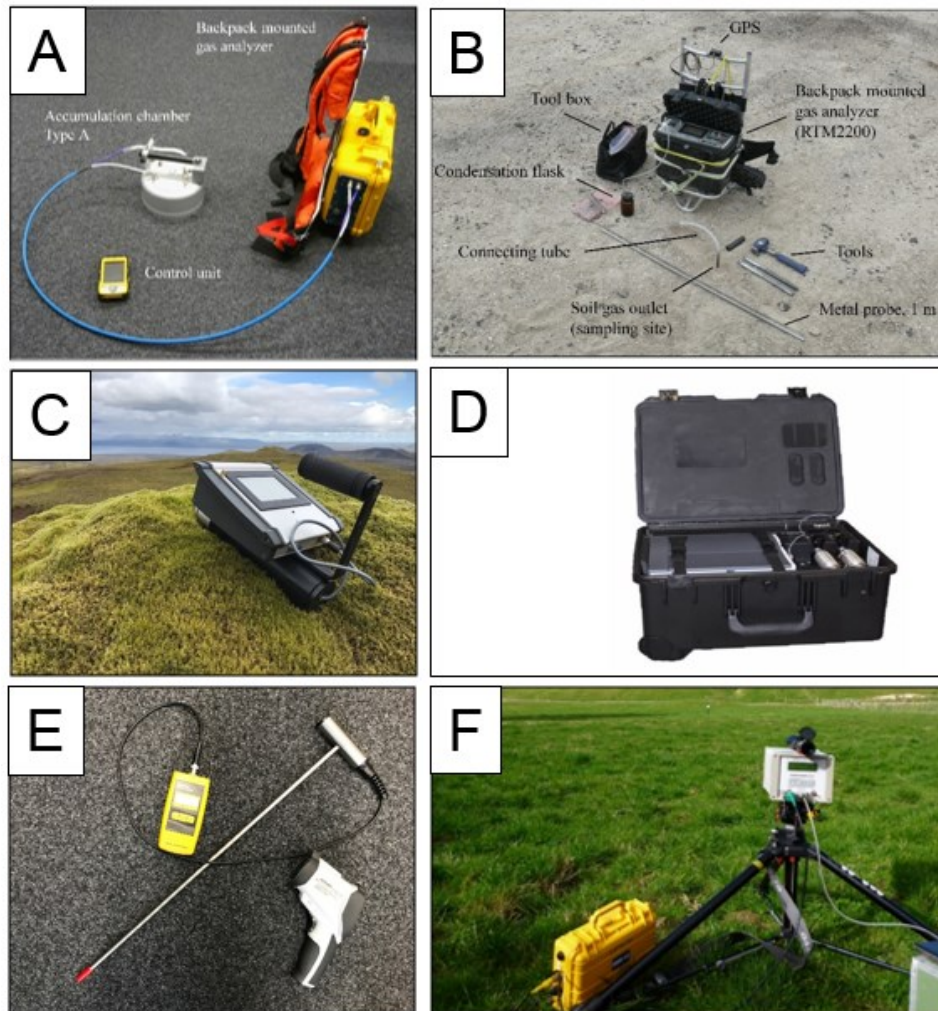 A
Backpack mounted
gas analyzer
Accumulation chamber
Type A
Control unit
B
GPS
Tool box
Backpack mounted
gas analyzer
(RTM2200)
Condensation flask
Connecting tube
Tools
Soil gas outlet
(sampling site)
Metal probe, 1 m
C
D
E
F